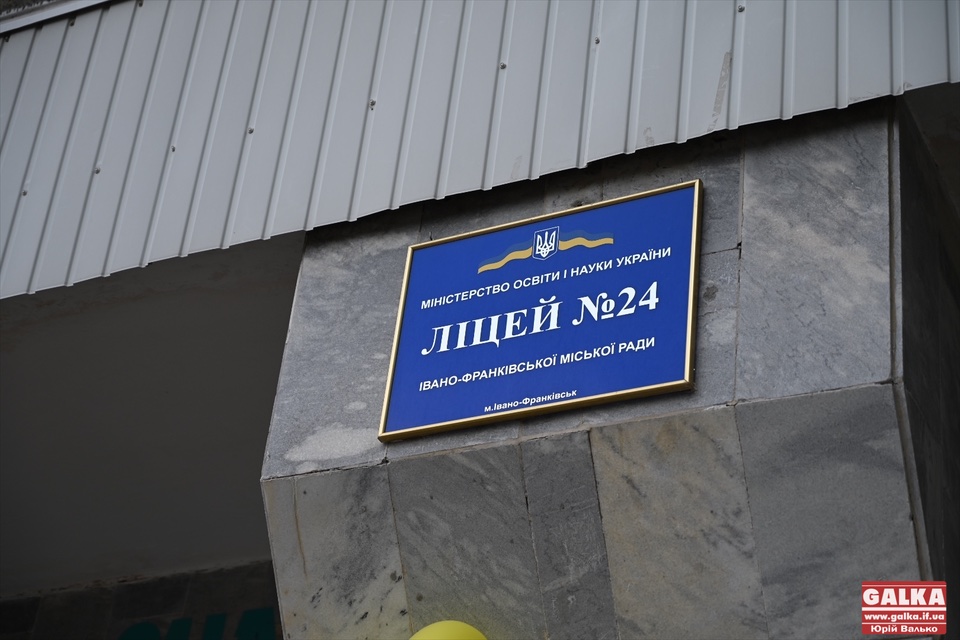 МІНІСТЕРСТВО ОСВІТИ І НАУКИ УКРАЇНИ
ЛІЦЕЙ №24
ІВАНО-ФРАНКІВСЬКОЇ МІСЬКОЇ РАДИ
м.Івано-Франківськ
GALKA
www.galka.if.ua
Юрій Валько